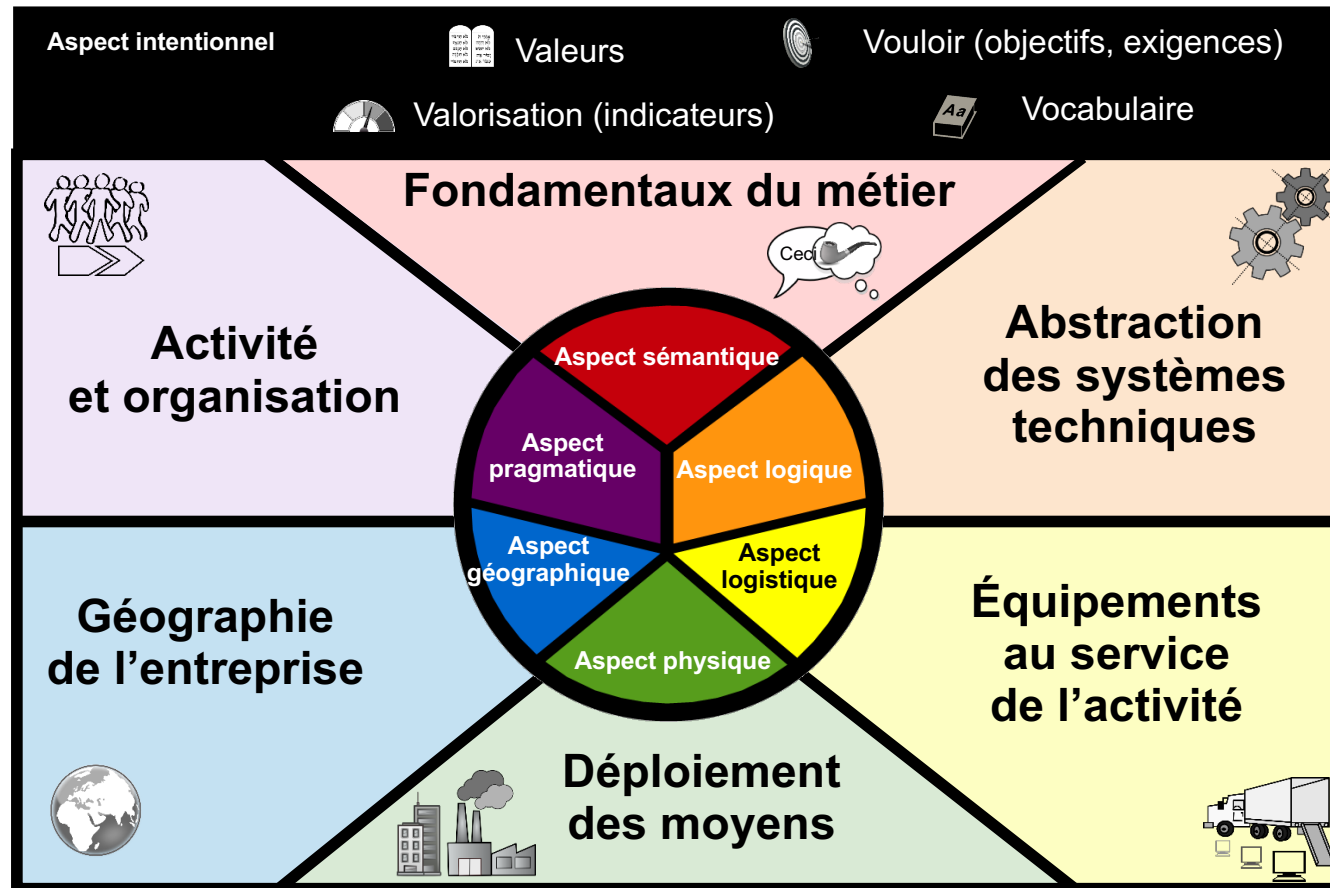 Aspect intentionnel
Valeurs
Vouloir (objectifs, exigences)
Valorisation (indicateurs)
Aa
Vocabulaire
Fondamentaux du métier
Ceci
Activité
et organisation
Abstraction
des systèmes
techniques
Aspect sémantique
Aspect
pragmatique
Aspect logique
Aspect
géographique
Aspect
logistique
Aspect physique
Géographie
de l’entreprise
Équipements
au service
de l’activité
Déploiement
des moyens